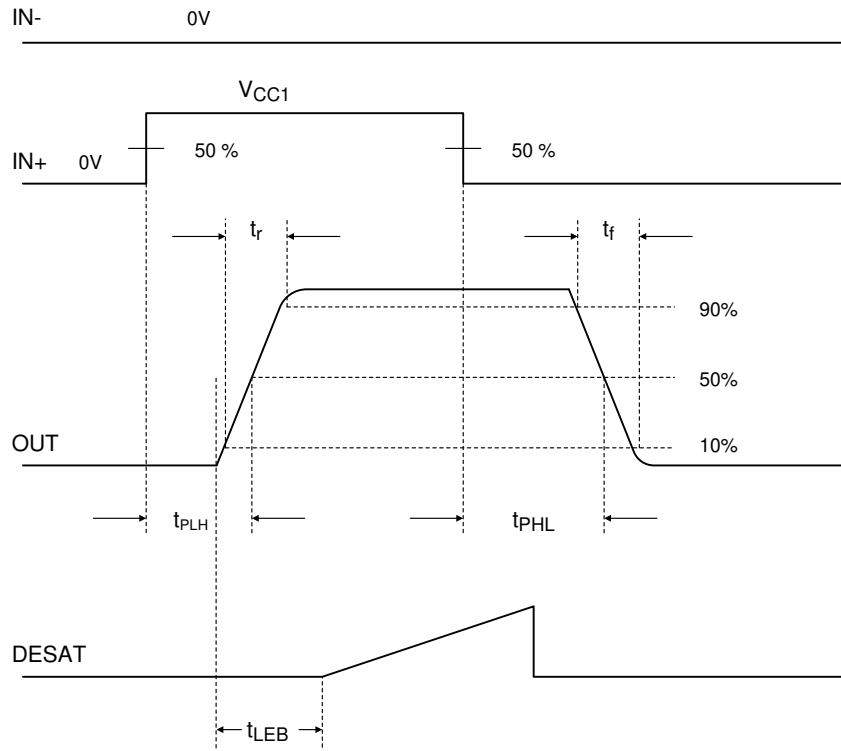 IN- 0V
VCC1
IN+ 0V 50 % 50 %
tr tf
90%
50%
OUT 10%
tPLH tPHL
DESAT
tLEB